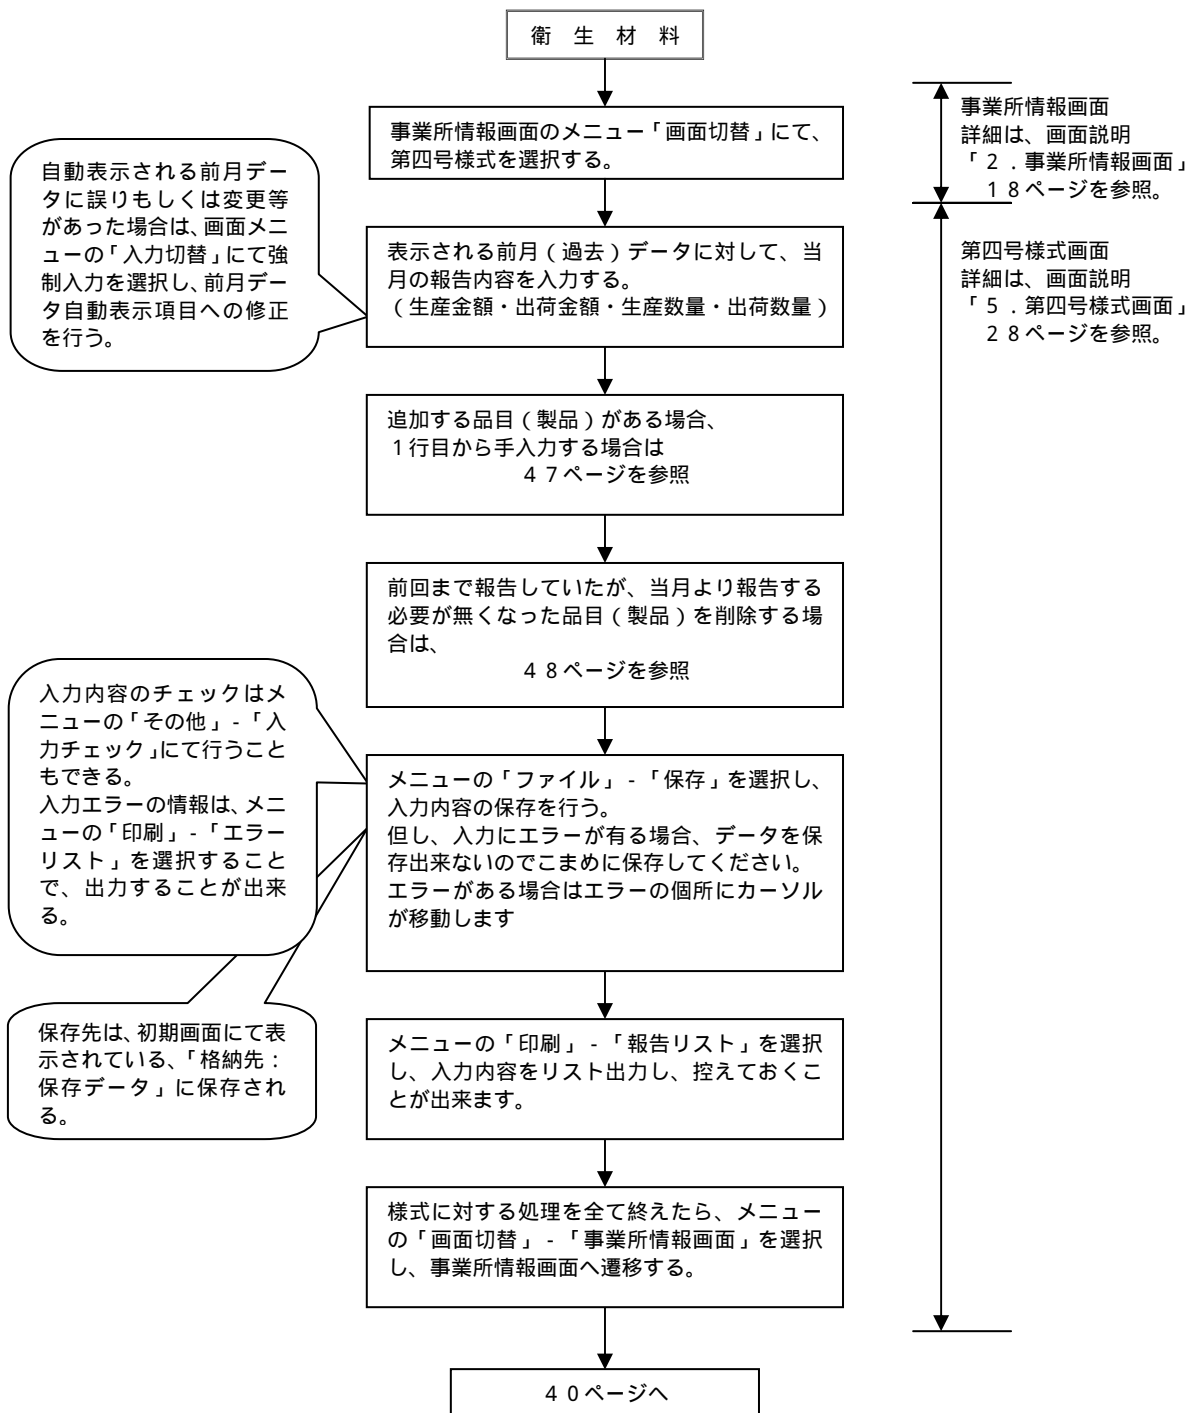 衛　生　材　料
事業所情報画面のメニュー「画面切替」にて、
第四号様式を選択する。
事業所情報画面
詳細は、画面説明
「２．事業所情報画面」
１８ページを参照。
自動表示される前月デー
タに誤りもしくは変更等
があった場合は、画面メニ
ューの「入力切替」にて強
制入力を選択し、前月デー
タ自動表示項目への修正
を行う。
表示される前月（過去）データに対して、当
月の報告内容を入力する。
（生産金額・出荷金額・生産数量・出荷数量）
第四号様式画面
詳細は、画面説明
「５．第四号様式画面」
２８ページを参照。
追加する品目（製品）がある場合、
１行目から手入力する場合は
４７ページを参照
前回まで報告していたが、当月より報告する
必要が無くなった品目（製品）を削除する場
合は、
４８ページを参照
入力内容のチェックはメ
ニューの「その他」-「入
力チェック」にて行うこと
もできる。
入力エラーの情報は、メニ
ューの「印刷」-「エラー
リスト」を選択すること
で、出力することが出来
る。
メニューの「ファイル」-「保存」を選択し、
入力内容の保存を行う。
但し、入力にエラーが有る場合、データを保
存出来ないのでこまめに保存してください。
エラーがある場合はエラーの個所にカーソル
が移動します
保存先は、初期画面にて表
示されている、「格納先：
保存データ」に保存され
る。
メニューの「印刷」-「報告リスト」を選択
し、入力内容をリスト出力し、控えておくこ
とが出来ます。
様式に対する処理を全て終えたら、メニュー
の「画面切替」-「事業所情報画面」を選択
し、事業所情報画面へ遷移する。
４０ページへ